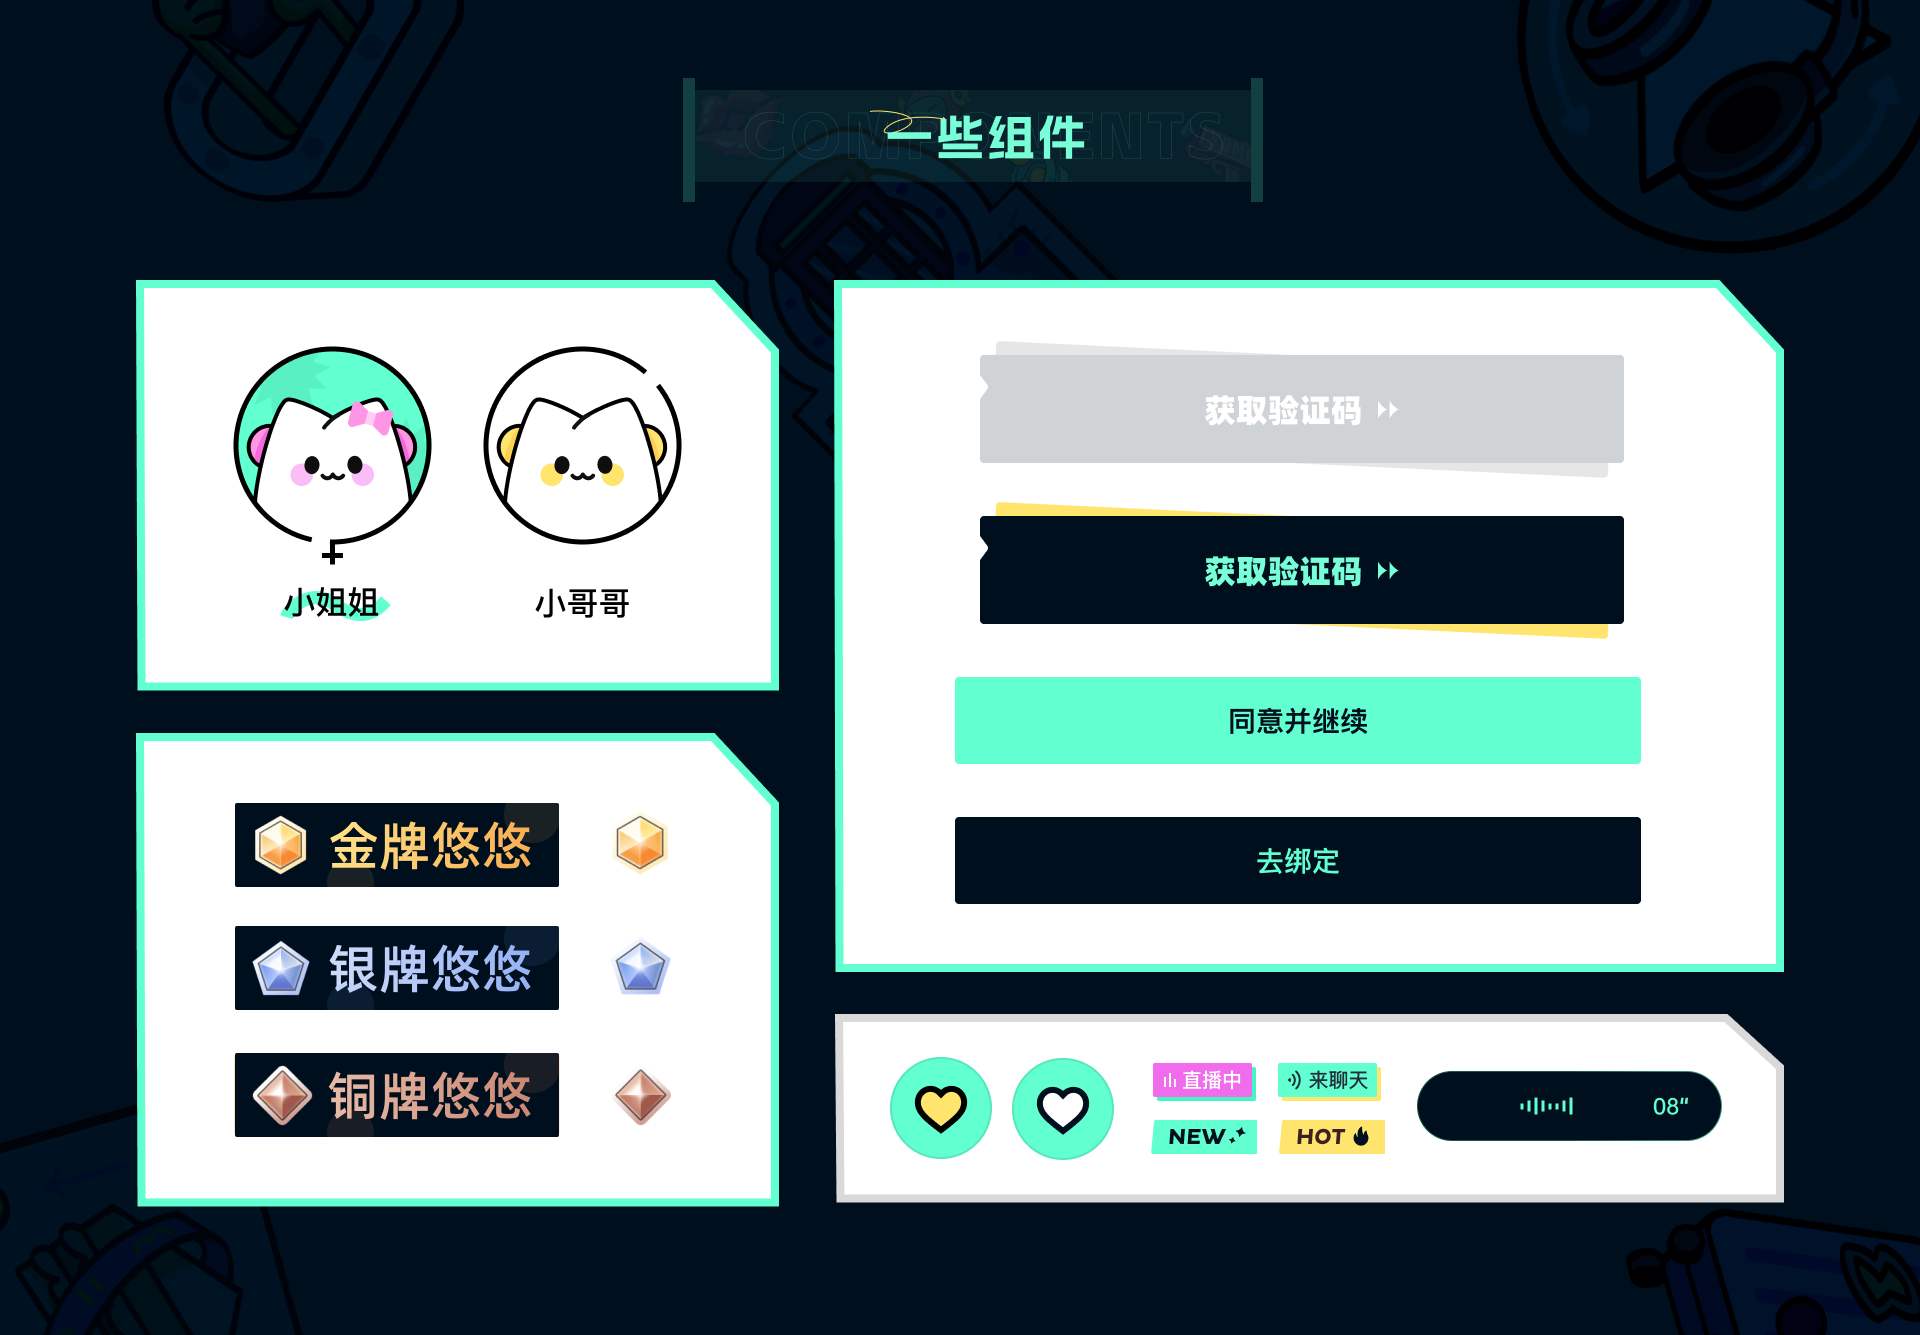 COMPONENTS
一些组件
小姐姐
小哥哥
获取验证码
获取验证码
同意并继续
去绑定
金牌悠悠
银牌悠悠
铜牌悠悠
直播中
来聊天
NEW
HOT
08“